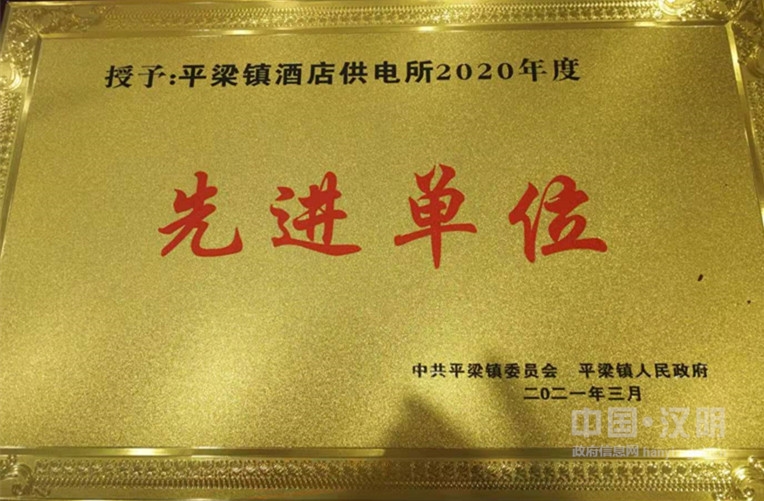 授予:平梁镇酒店供电所2020年度
先进单位
中共平梁镇委员会 平梁镇人民政府
二0二一年三月
中国·汉阴
政府信息网